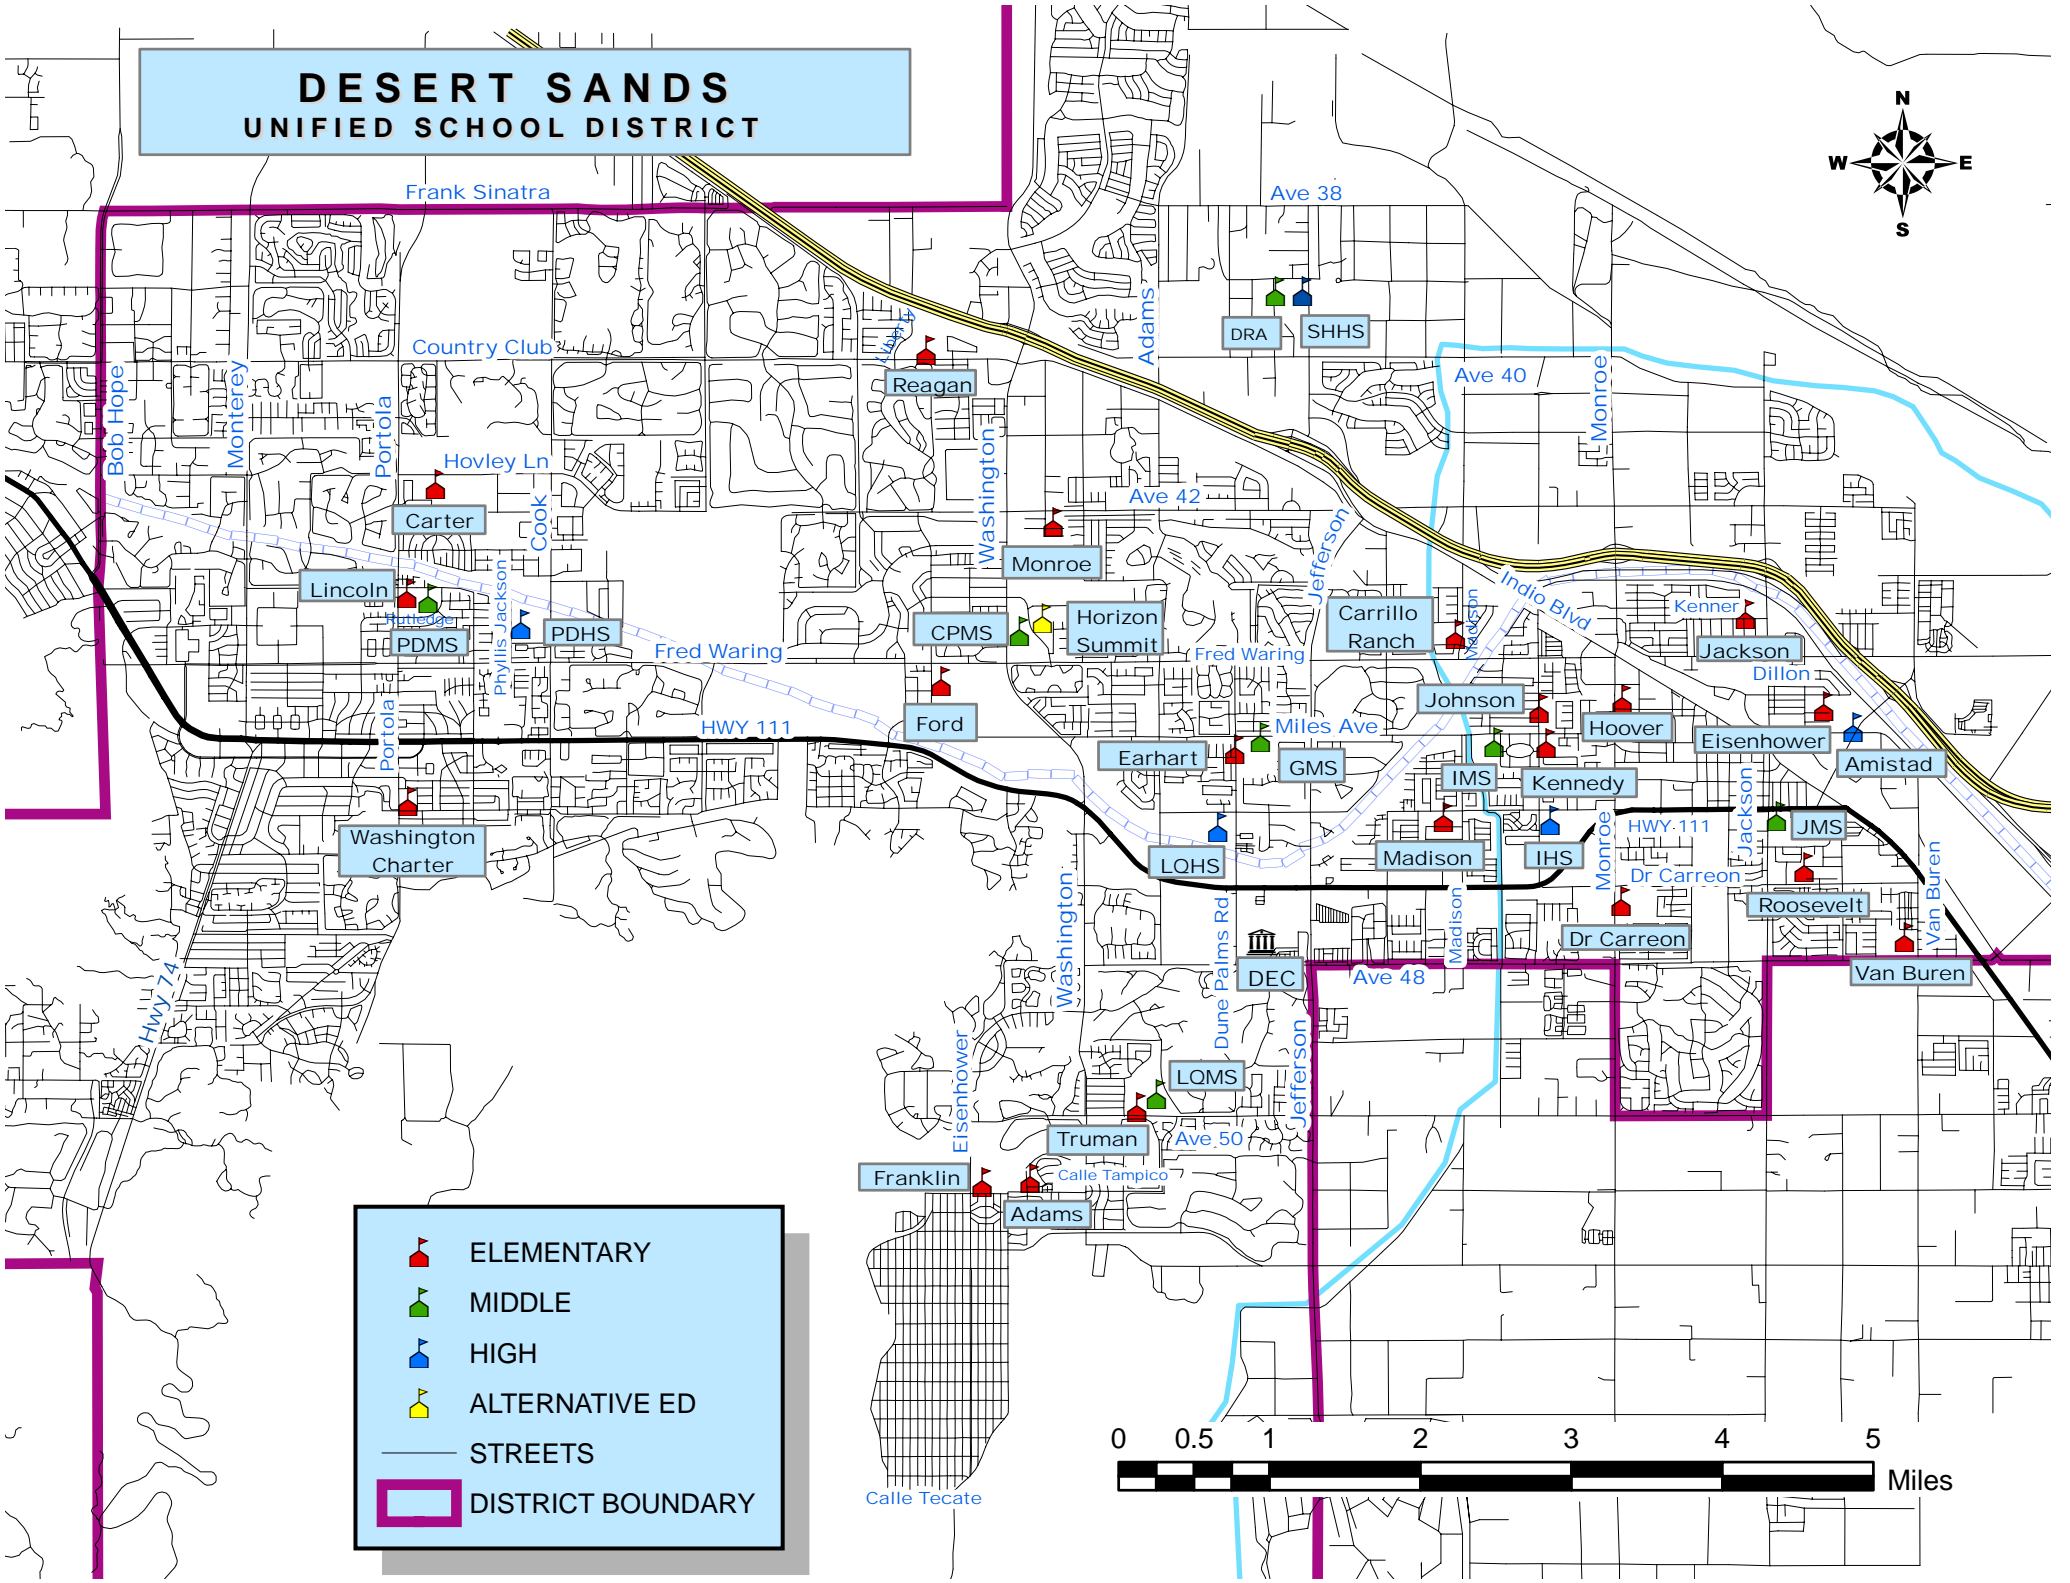 DESERT SANDS
UNIFIED SCHOOL DISTRICT
N
W
E
S
Frank Sinatra
Ave 38
Adams
DRA
SHHS
Liberty
Country Club
Reagan
Ave 40
Bob Hope
Monterey
Portola
Monroe
Hovley Ln
Cook
Washington
Ave 42
Carter
Jefferson
Monroe
Lincoln
Rutledge
PDMS
Phyllis Jackson
PDHS
CPMS
Horizon
Summit
Carrillo
Ranch
Madison
Indio Blvd
Kenner
Jackson
Fred Waring
Fred Waring
Dillon
Portola
Ford
HWY 111
Johnson
Hoover
Miles Ave
Earhart
GMS
IMS
Kennedy
Eisenhower
Amistad
Washington
Charter
LQHS
Madison
IHS
Monroe
HWY 111
Jackson
JMS
Dr Carreon
Roosevelt
Van Buren
Dr Carreon
Van Buren
Washington
Dune Palms Rd
Madison
DEC
Ave 48
Hwy 74
Eisenhower
Jefferson
LQMS
Truman
Ave 50
Franklin
Calle Tampico
Adams
ELEMENTARY
MIDDLE
HIGH
ALTERNATIVE ED
STREETS
DISTRICT BOUNDARY
Calle Tecate
0 0.5 1 2 3 4 5
Miles